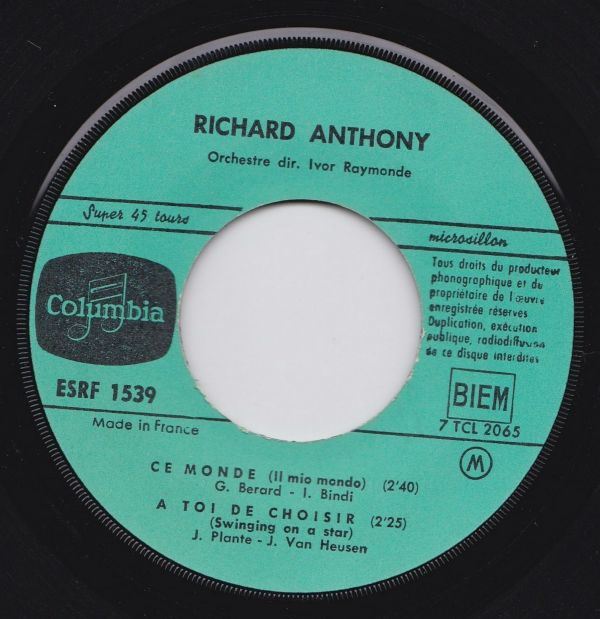 RICHARD ANTHONY
Orchestre dir. Ivor Raymonde
Super 45 tours
microsillon
Columbia
Tous droits du producteur
phonographique et du
propriétaire de l'œuvre
enregistrée réservés
Duplication, exécution
publique, radiodiffusion
de ce disque interdites
ESRF 1539
BIEM
7 TCL 2065
Made in France
M
CE MONDE (Il mio mondo) (2'40)
G. Berard - I. Bindi
A TOI DE CHOISIR (2'25)
(Swinging on a star)
J. Plante - J. Van Heusen